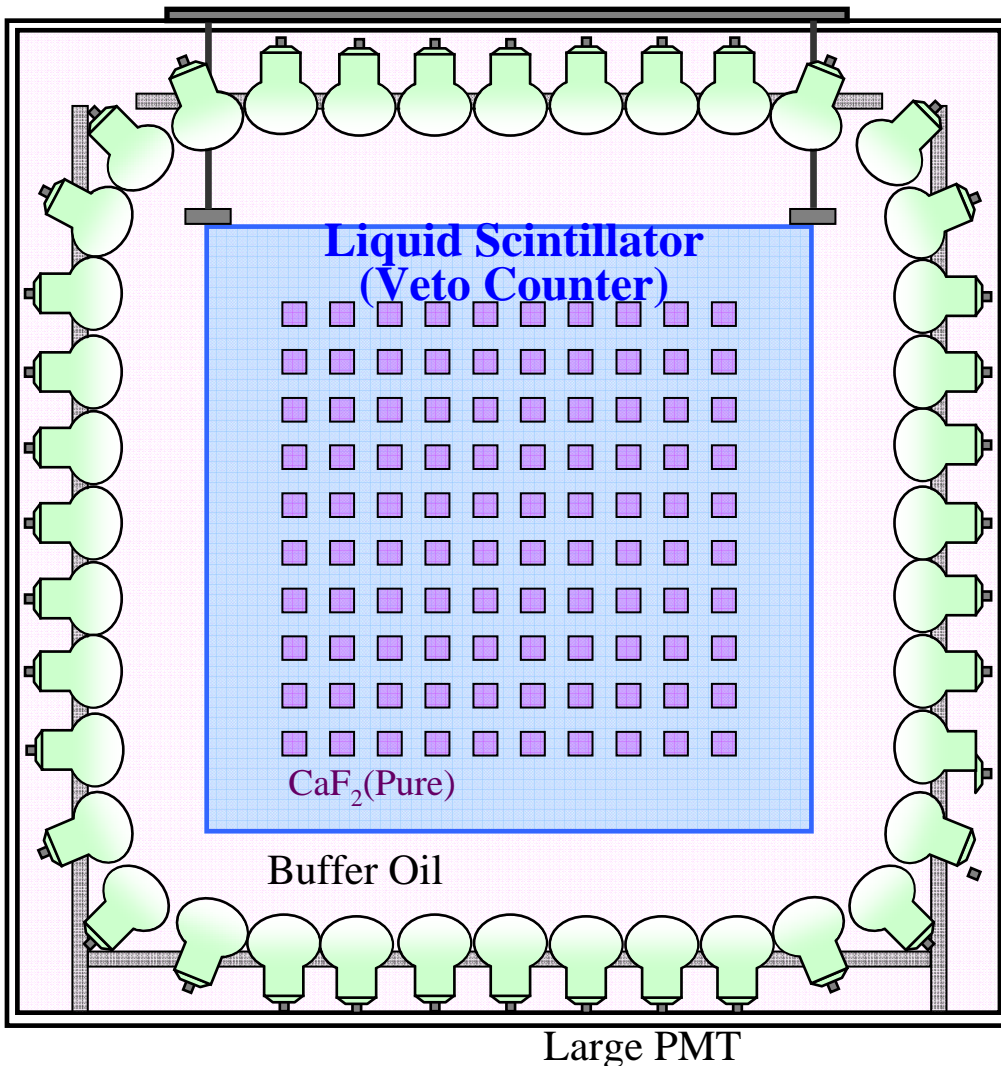 Liquid Scintillator
(Veto Counter)
CaF₂(Pure)
Buffer Oil
Large PMT